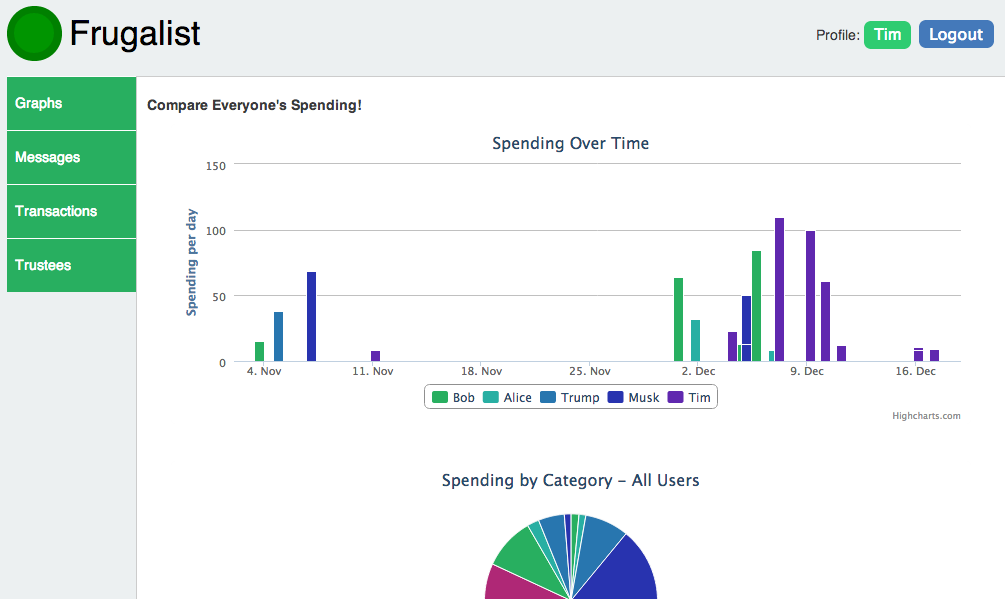 Frugalist
Profile: Tim Logout
Graphs
Messages
Transactions
Trustees
Compare Everyone's Spending!
Spending Over Time
Spending per day
150
100
50
0
4. Nov 11. Nov 18. Nov 25. Nov 2. Dec 9. Dec 16. Dec
Bob Alice Trump Musk Tim
Highcharts.com
Spending by Category – All Users